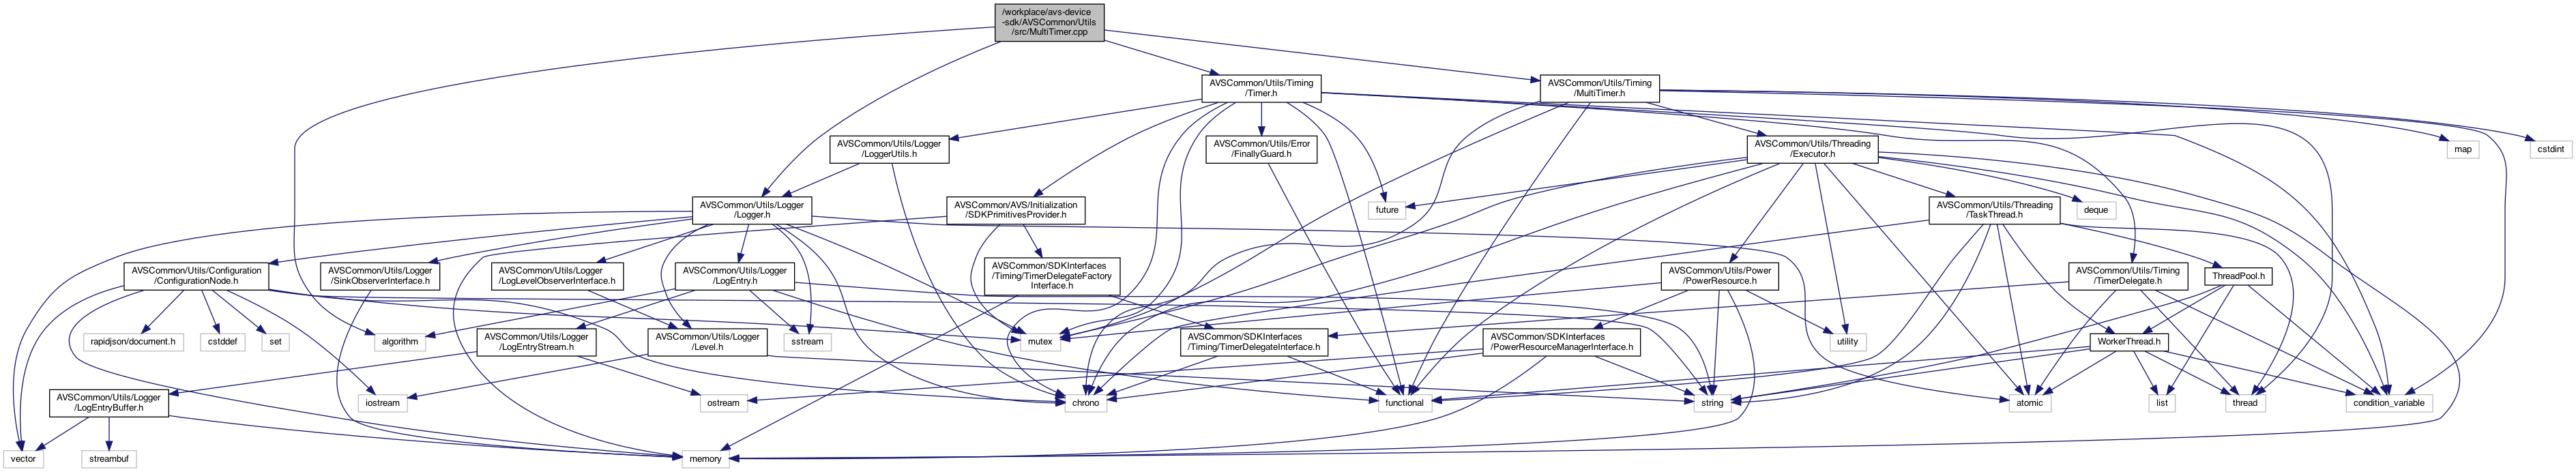 /workplace/avs-device
-sdk/AVSCommon/Utils
/src/MultiTimer.cpp
AVSCommon/Utils/Timing
/Timer.h
AVSCommon/Utils/Timing
/MultiTimer.h
AVSCommon/Utils/Logger
/LoggerUtils.h
AVSCommon/Utils/Error
/FinallyGuard.h
AVSCommon/Utils/Threading
/Executor.h
map
cstdint
AVSCommon/Utils/Logger
/Logger.h
AVSCommon/AVS/Initialization
/SDKPrimitivesProvider.h
future
AVSCommon/Utils/Threading
/TaskThread.h
deque
AVSCommon/Utils/Configuration
/ConfigurationNode.h
AVSCommon/Utils/Logger
/SinkObserverInterface.h
AVSCommon/Utils/Logger
/LogLevelObserverInterface.h
AVSCommon/Utils/Logger
/LogEntry.h
AVSCommon/SDKInterfaces
/Timing/TimerDelegateFactory
Interface.h
AVSCommon/Utils/Power
/PowerResource.h
AVSCommon/Utils/Timing
/TimerDelegate.h
ThreadPool.h
rapidjson/document.h
cstddef
set
algorithm
AVSCommon/Utils/Logger
/LogEntryStream.h
AVSCommon/Utils/Logger
/Level.h
sstream
mutex
AVSCommon/SDKInterfaces
/Timing/TimerDelegateInterface.h
AVSCommon/SDKInterfaces
/PowerResourceManagerInterface.h
utility
WorkerThread.h
AVSCommon/Utils/Logger
/LogEntryBuffer.h
iostream
ostream
chrono
functional
string
atomic
list
thread
condition_variable
vector
streambuf
memory